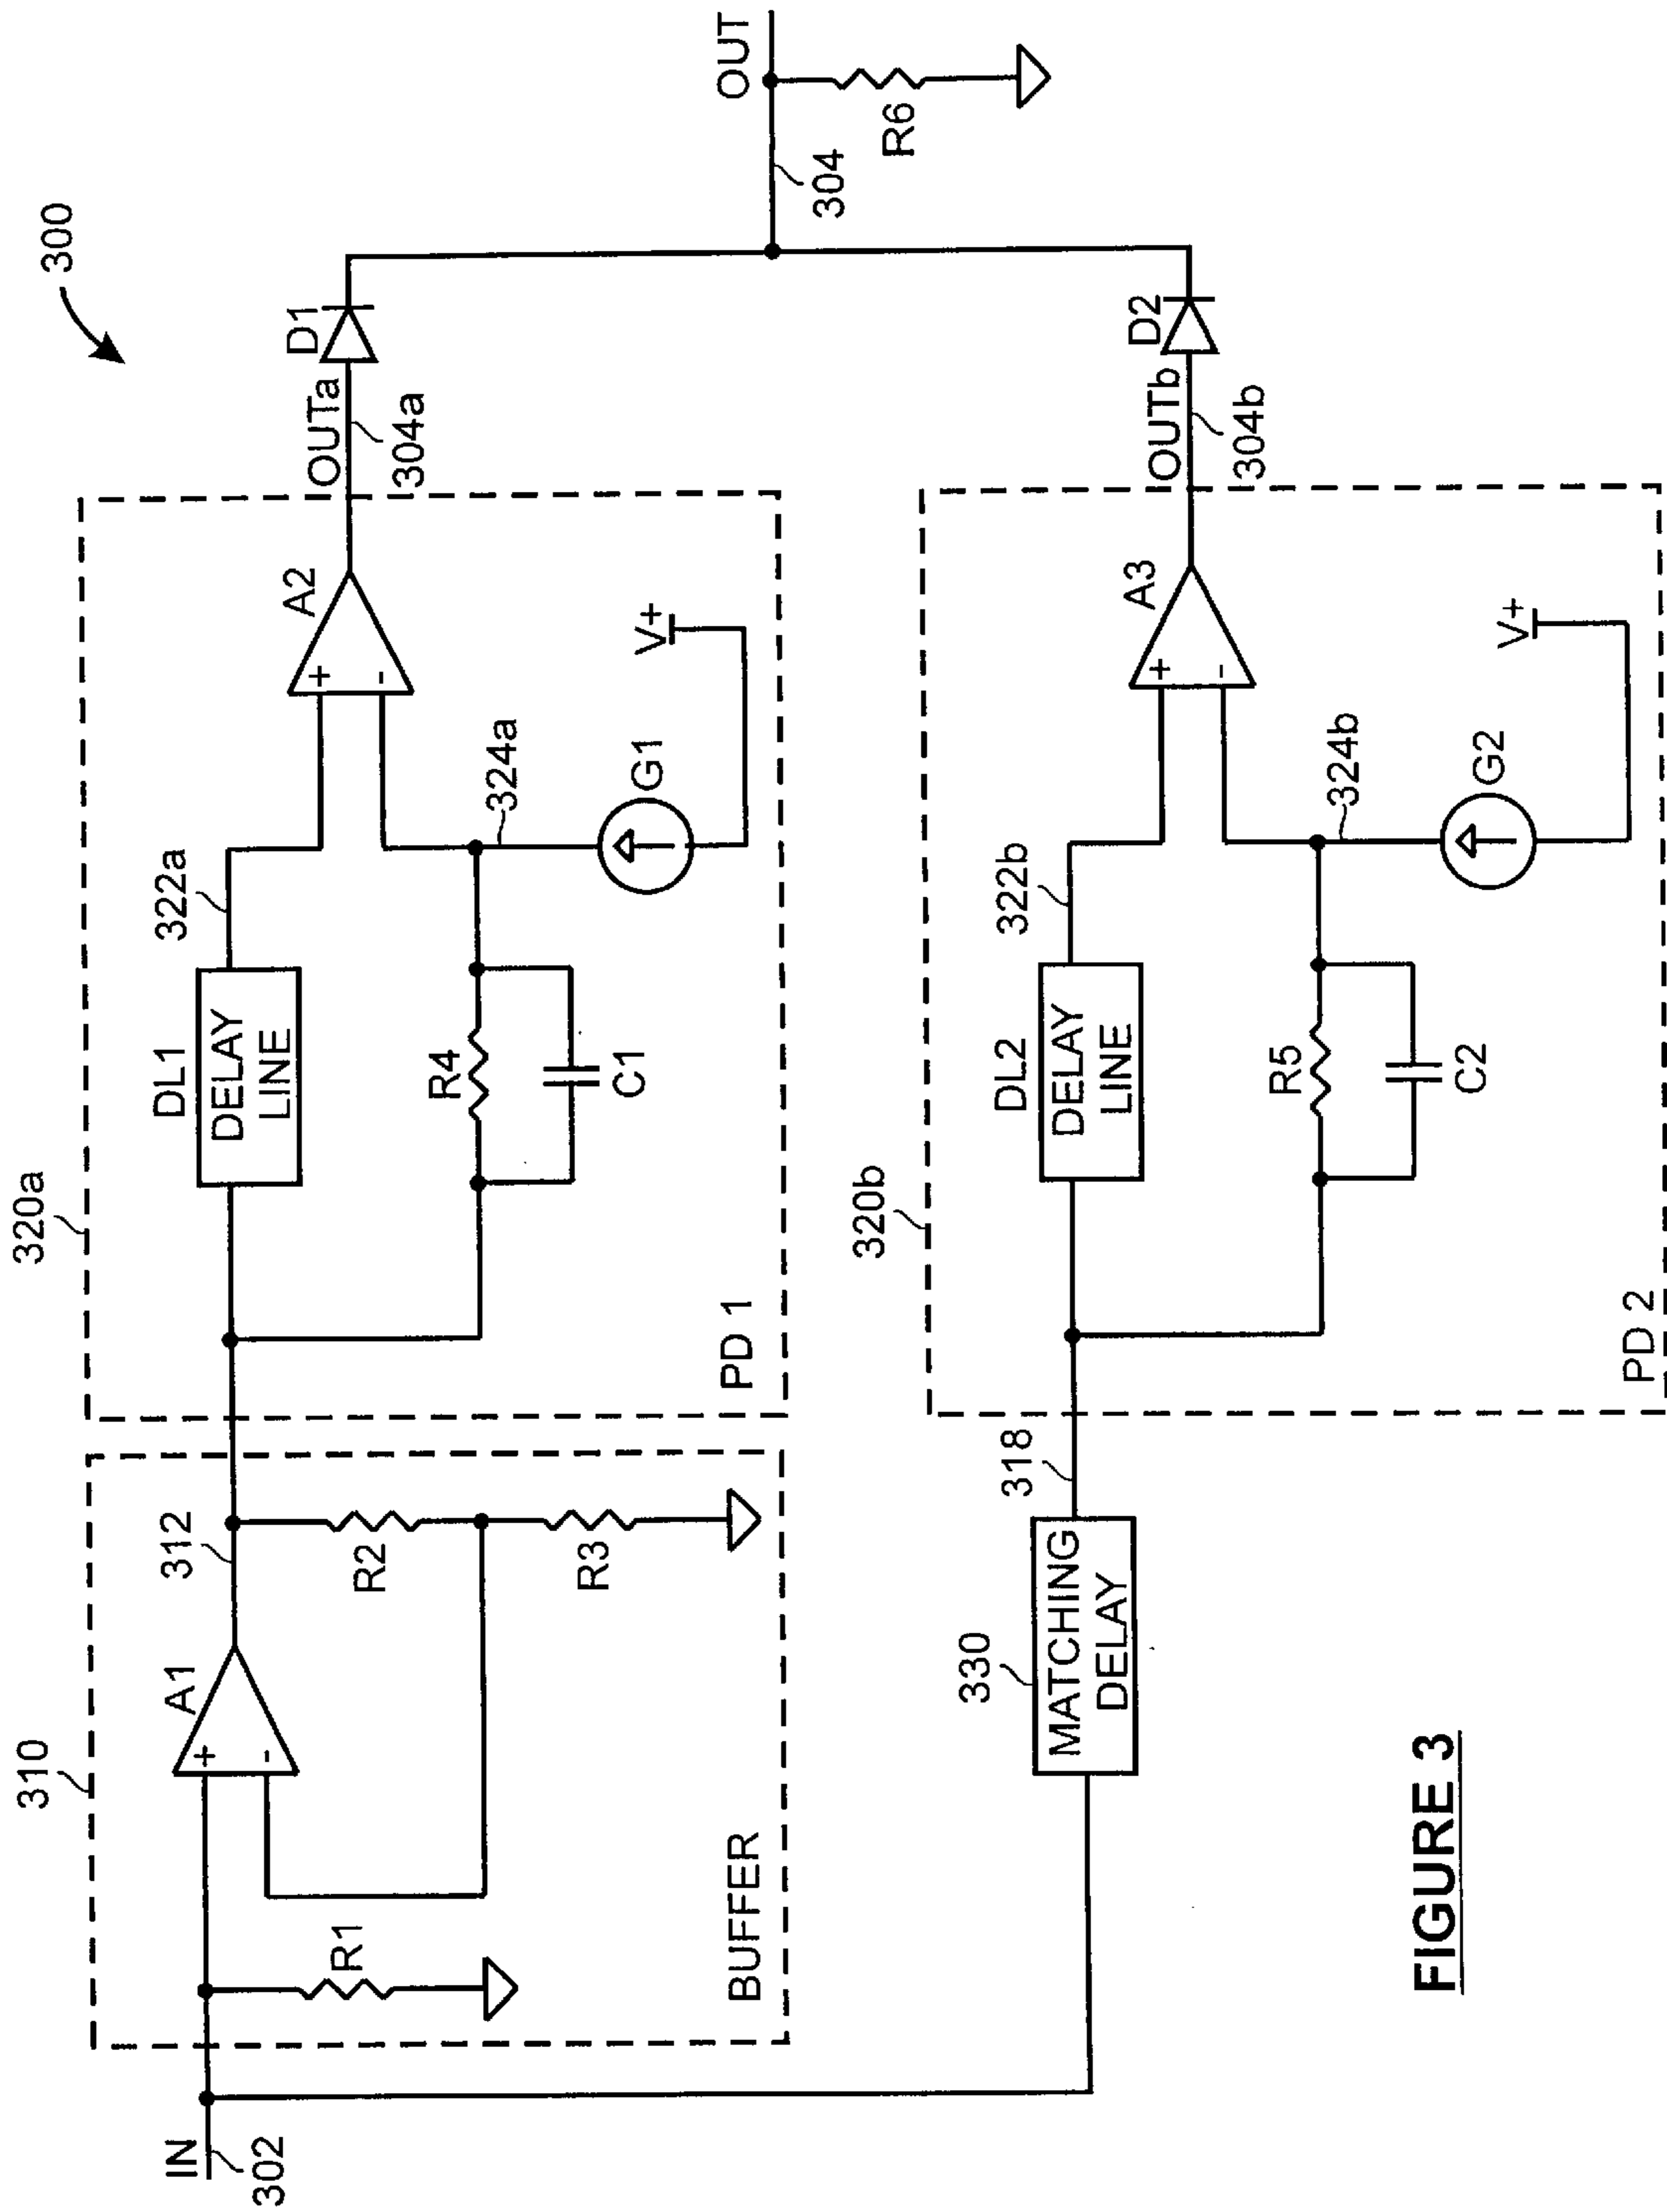 300
310
A1
+
-
312
R1
R2
R3
BUFFER
IN
302
320a
DL1
DELAY
LINE
322a
A2
+
-
R4
C1
324a
G1
V+
PD 1
OUTa
304a
D1
OUT
304
R6
330
MATCHING
DELAY
318
320b
DL2
DELAY
LINE
322b
A3
+
-
R5
C2
324b
G2
V+
PD 2
OUTb
304b
D2
FIGURE 3